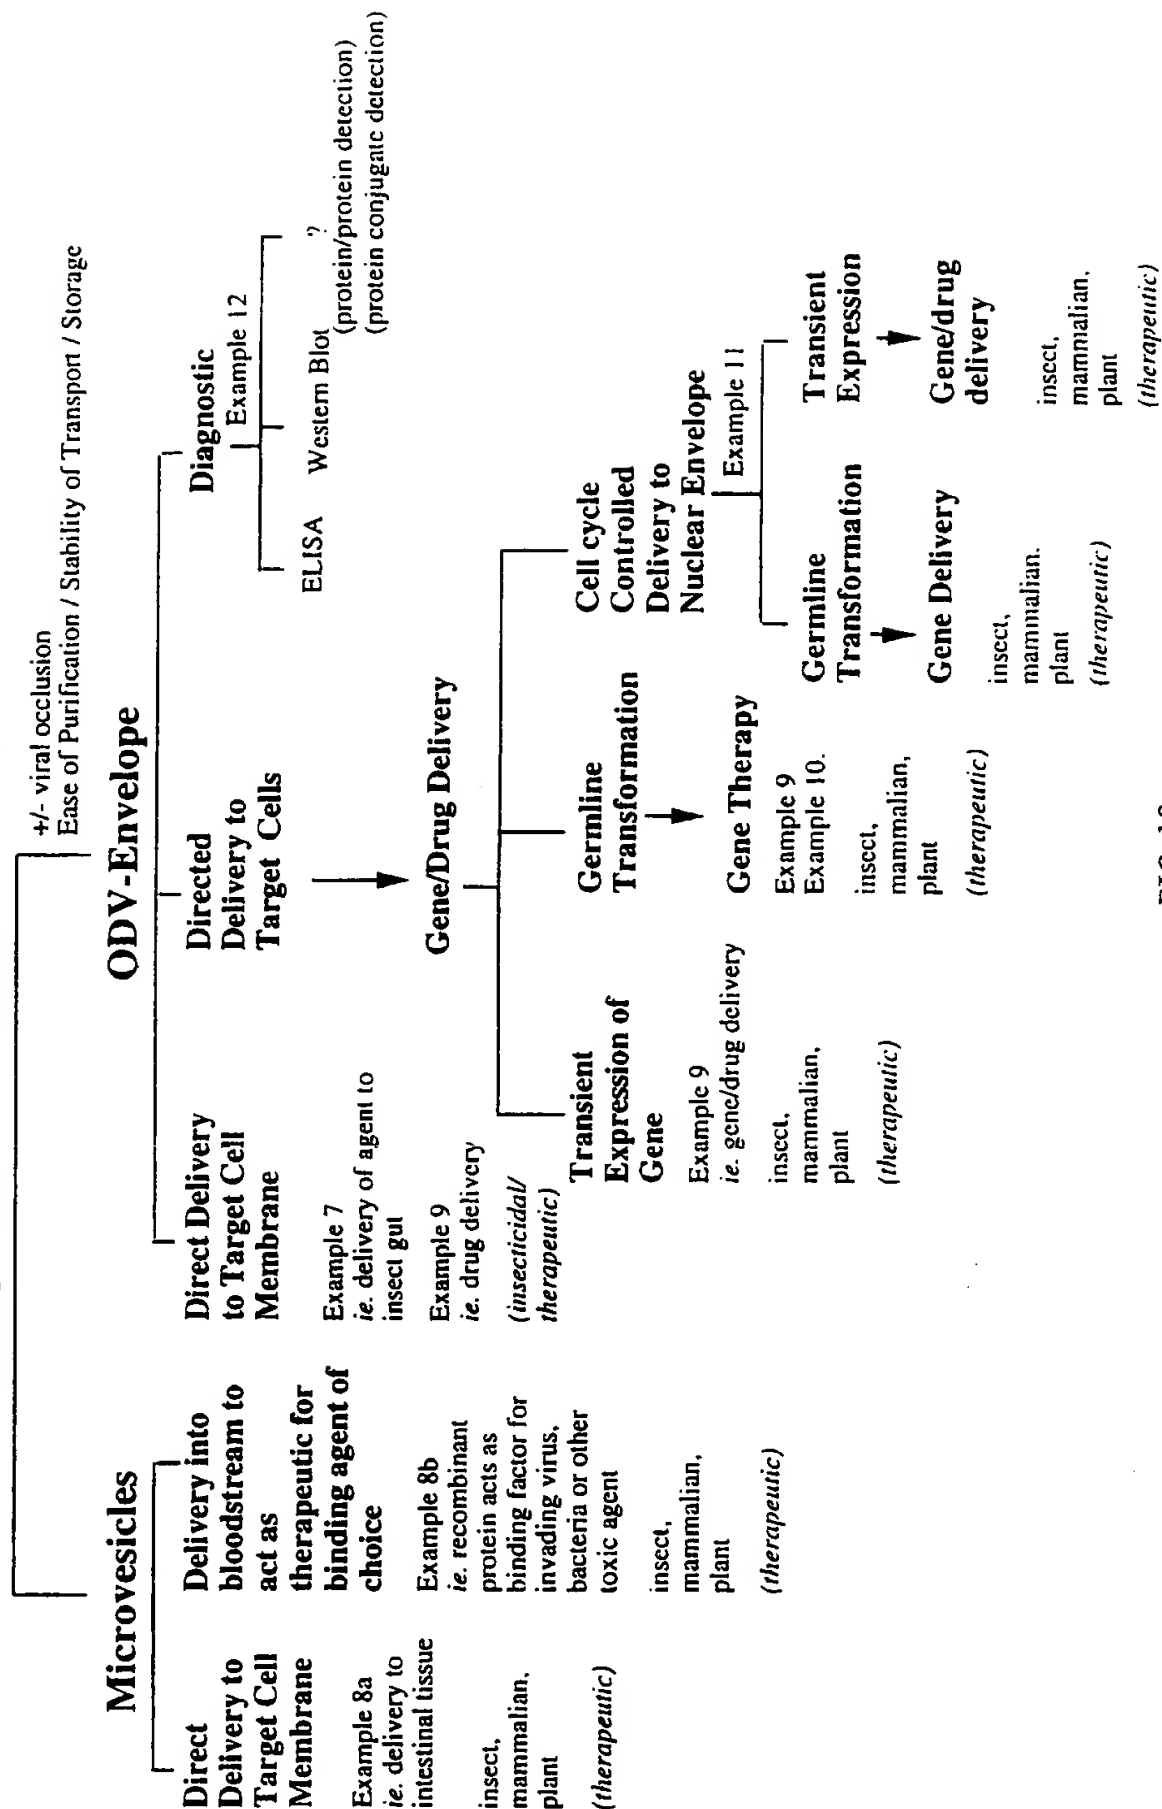 +/- viral occlusion
Ease of Purification / Stability of Transport / Storage
Microvesicles
Direct
Delivery to
Target Cell
Membrane
Example 8a
ie. delivery to
intestinal tissue
insect,
mammalian,
plant
(therapeutic)
Delivery into
bloodstream to
act as
therapeutic for
binding agent of
choice
Example 8b
ie. recombinant
protein acts as
binding factor for
invading virus,
bacteria or other
toxic agent
insect,
mammalian,
plant
(therapeutic)
ODV-Envelope
Direct Delivery
to Target Cell
Membrane
Example 7
ie. delivery of agent to
insect gut
Example 9
ie. drug delivery
(insecticidal/
therapeutic)
Directed
Delivery to
Target Cells
Gene/Drug Delivery
Transient
Expression of
Gene
Example 9
ie. gene/drug delivery
insect,
mammalian,
plant
(therapeutic)
Germline
Transformation
Gene Therapy
Example 9
Example 10.
insect,
mammalian,
plant
(therapeutic)
Cell cycle
Controlled
Delivery to
Nuclear Envelope
Example 11
Germline
Transformation
Gene Delivery
insect,
mammalian.
plant
(therapeutic)
Transient
Expression
Gene/drug
delivery
insect,
mammalian,
plant
(therapeutic)
Diagnostic
Example 12
ELISA
Western Blot
?
(protein/protein detection)
(protein conjugate detection)